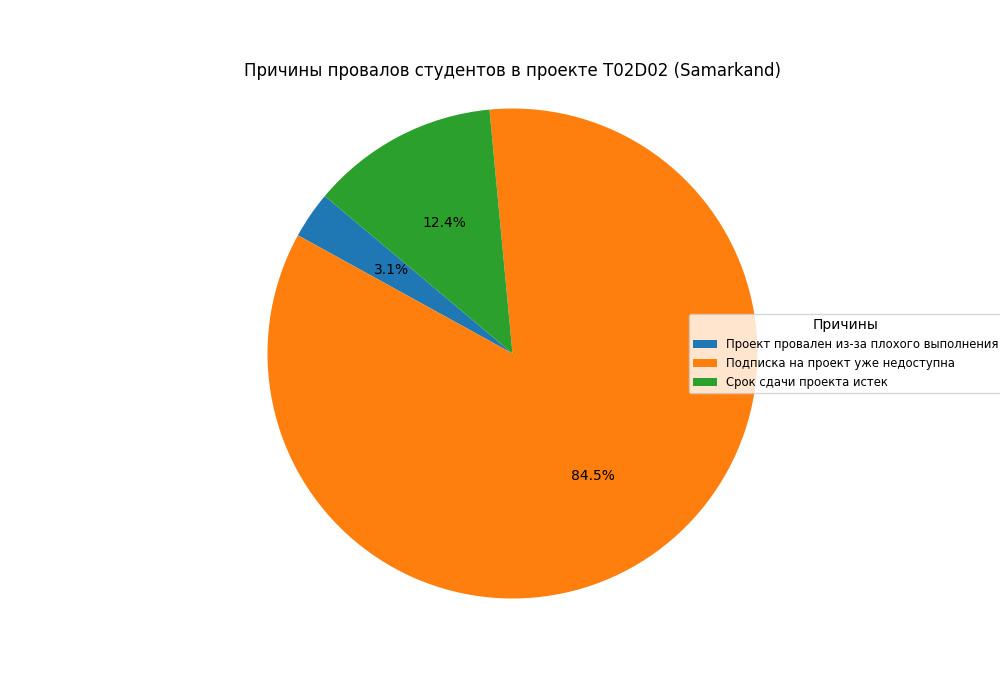 Причины провалов студентов в проекте T02D02 (Samarkand)
12.4%
3.1%
Причины
Проект провален из-за плохого выполнения
Подписка на проект уже недоступна
Срок сдачи проекта истек
84.5%